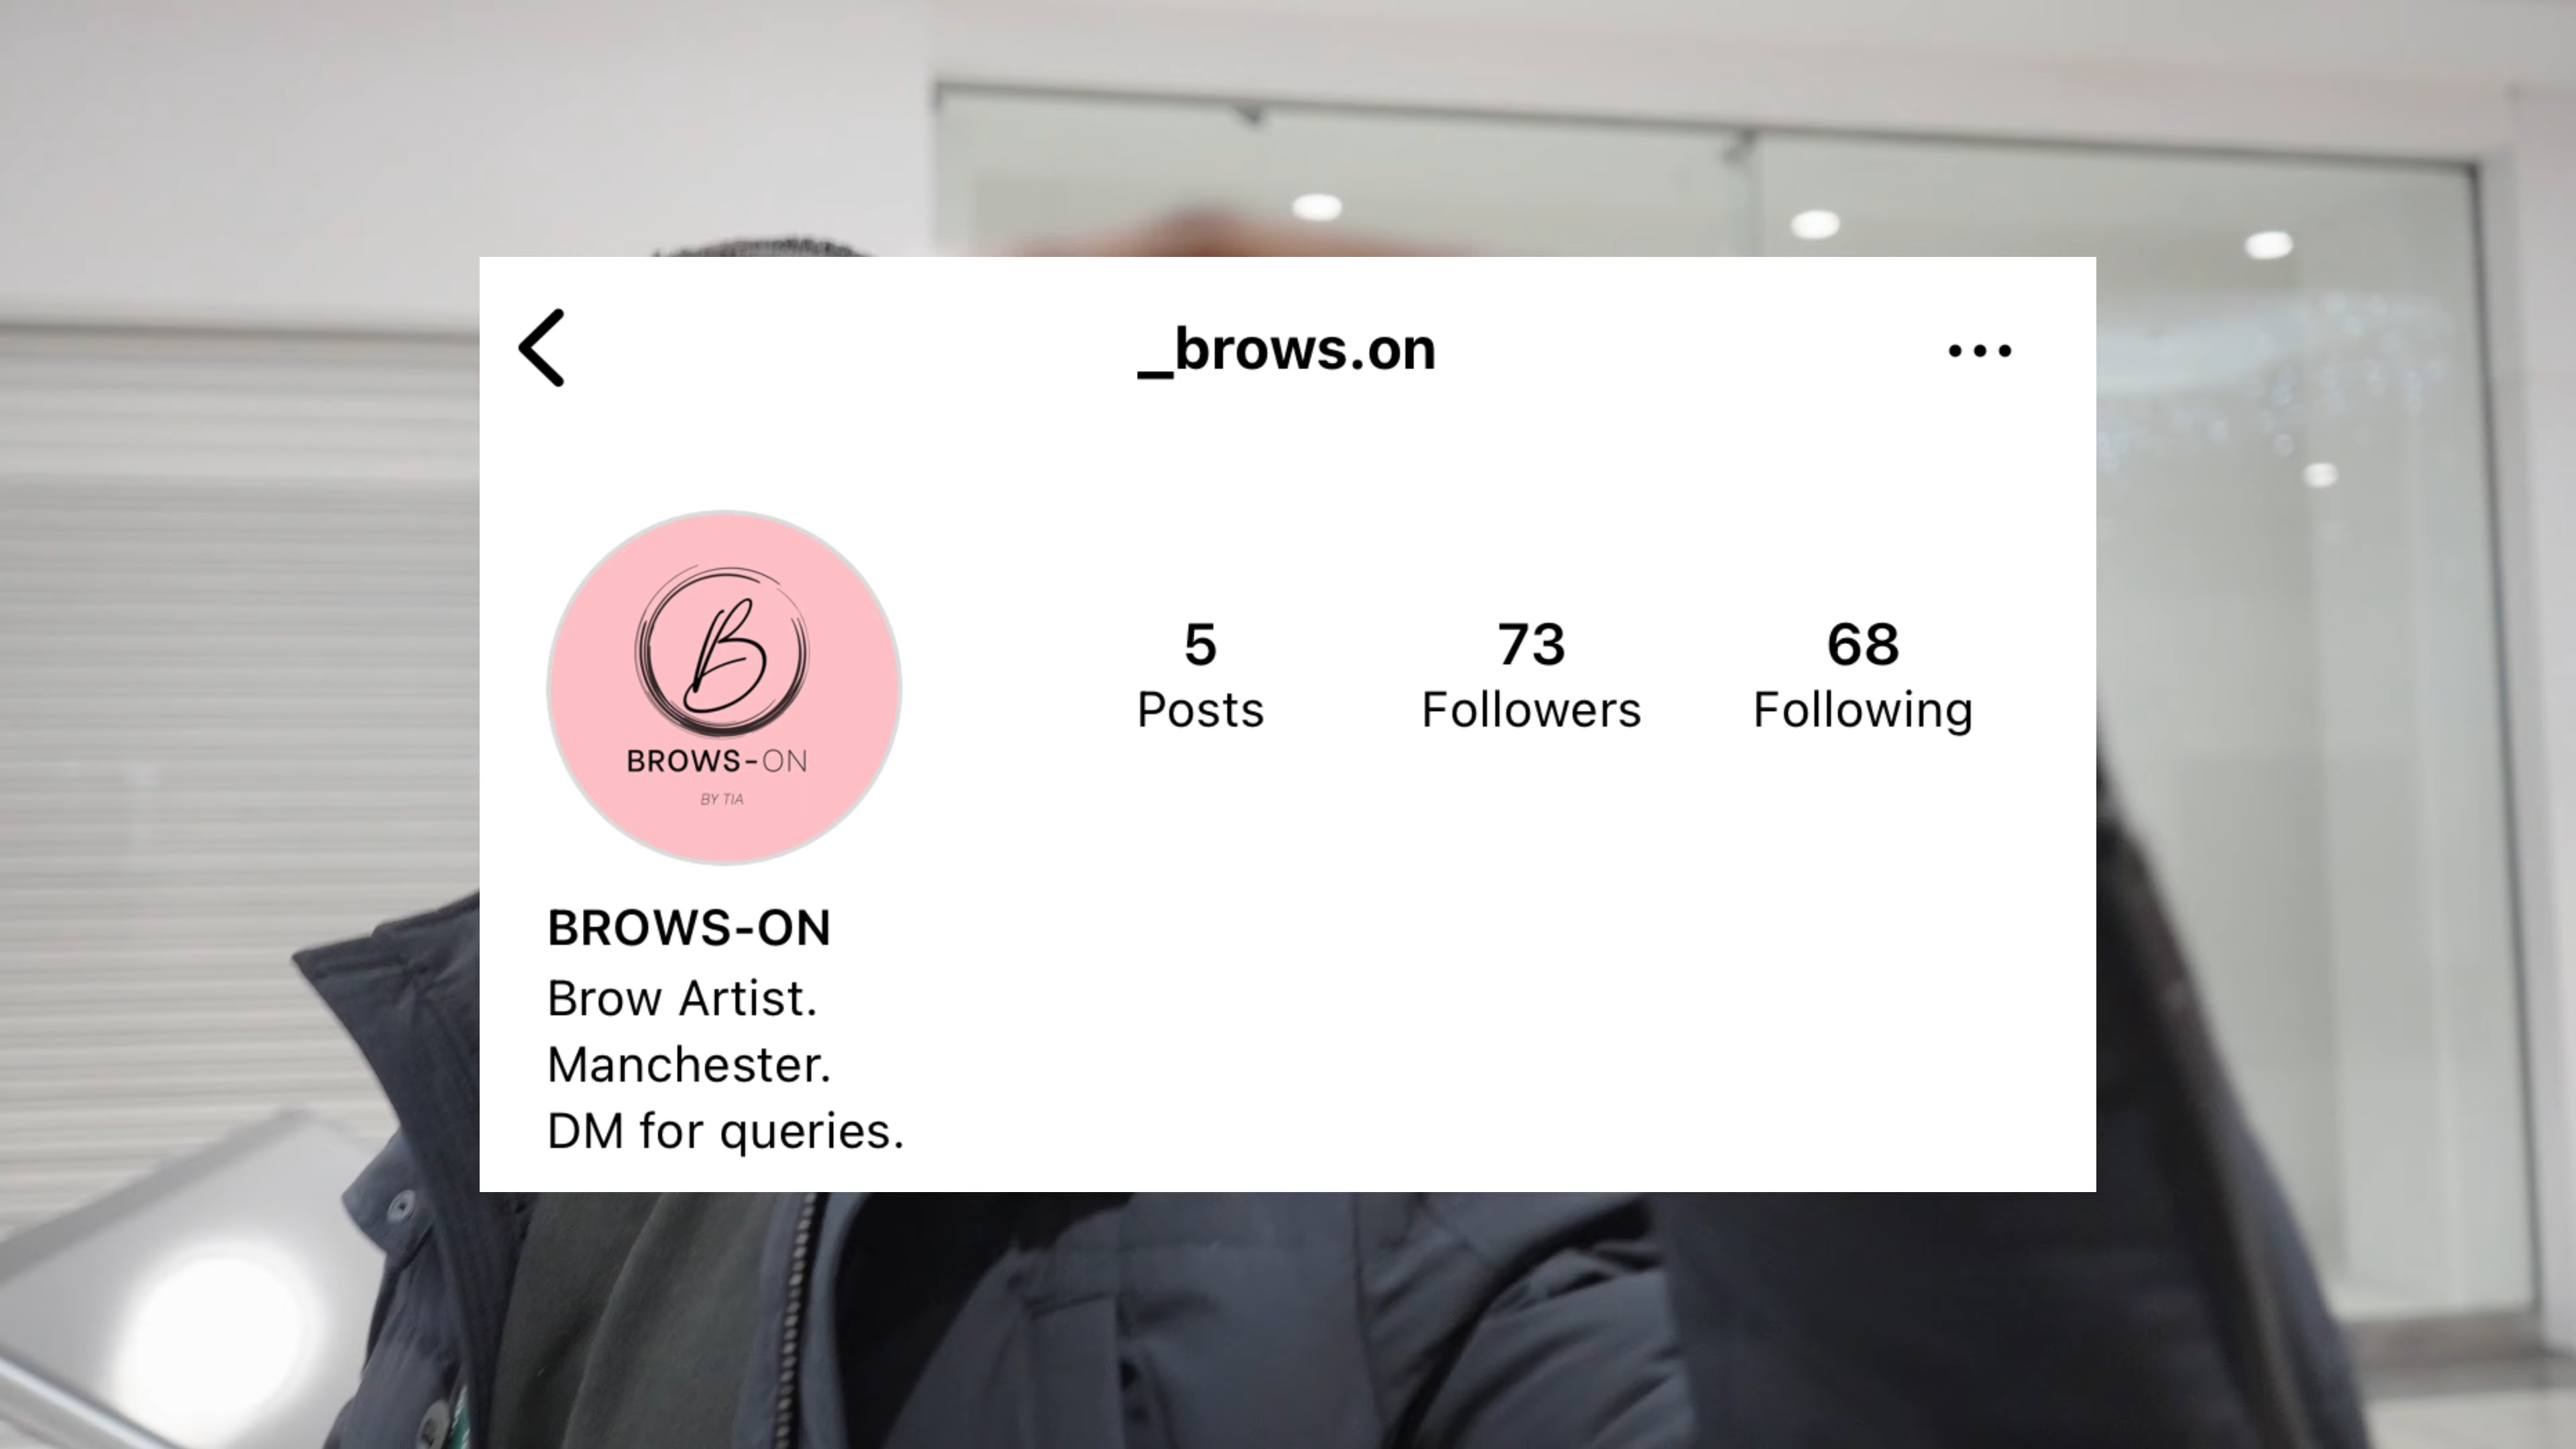 _brows.on
B
BROWS-ON
BY TIA
5
Posts
73
Followers
68
Following
BROWS-ON
Brow Artist.
Manchester.
DM for queries.